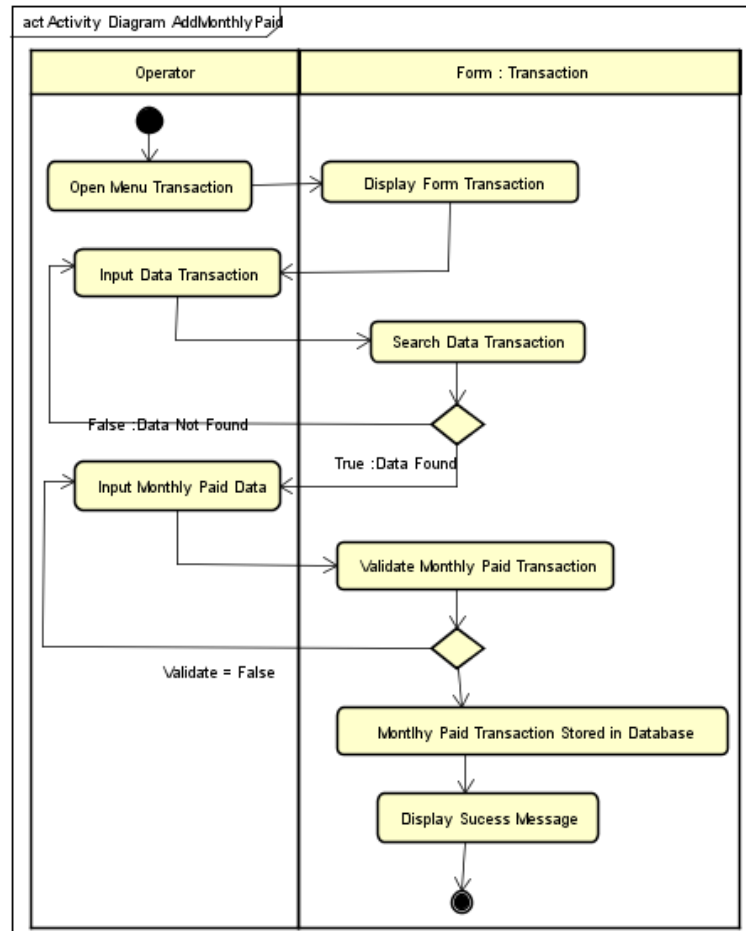 act Activity Diagram AddMonthly Paid
Operator
Form : Transaction
Open Menu Transaction
Display Form Transaction
Input Data Transaction
Search Data Transaction
False :Data Not Found
True :Data Found
Input Monthly Paid Data
Validate Monthly Paid Transaction
Validate = False
Montlhy Paid Transaction Stored in Database
Display Sucess Message